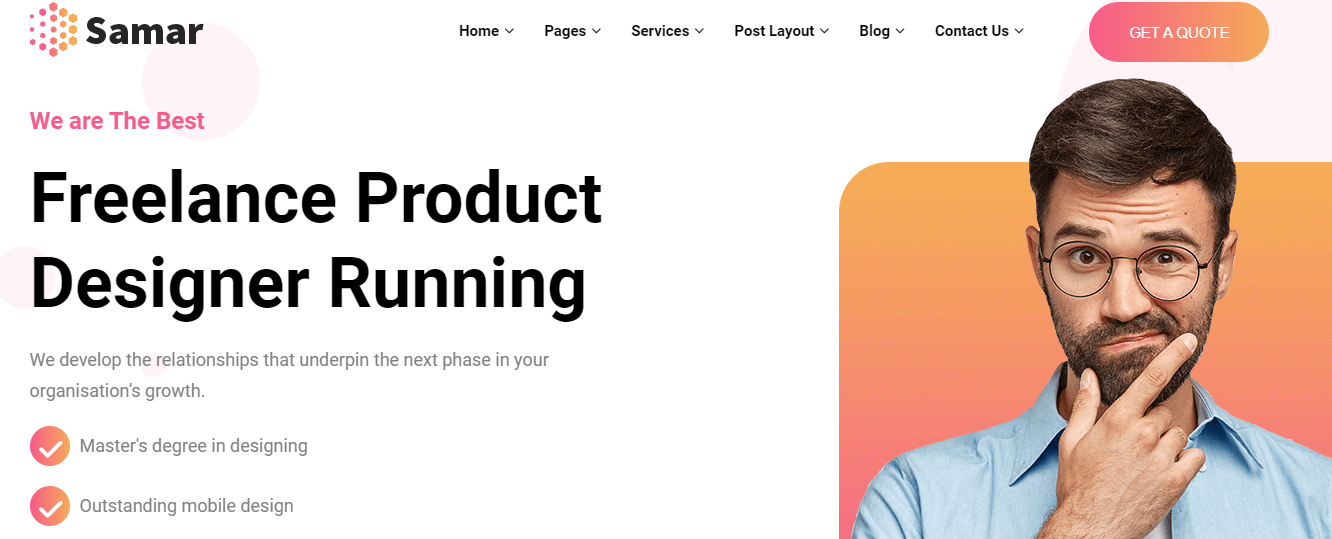 Samar
Home
Pages
Services
Post Layout
Blog
Contact Us
GET A QUOTE
We are The Best
Freelance Product
Designer Running
We develop the relationships that underpin the next phase in your
organisation’s growth.
Master's degree in designing
Outstanding mobile design